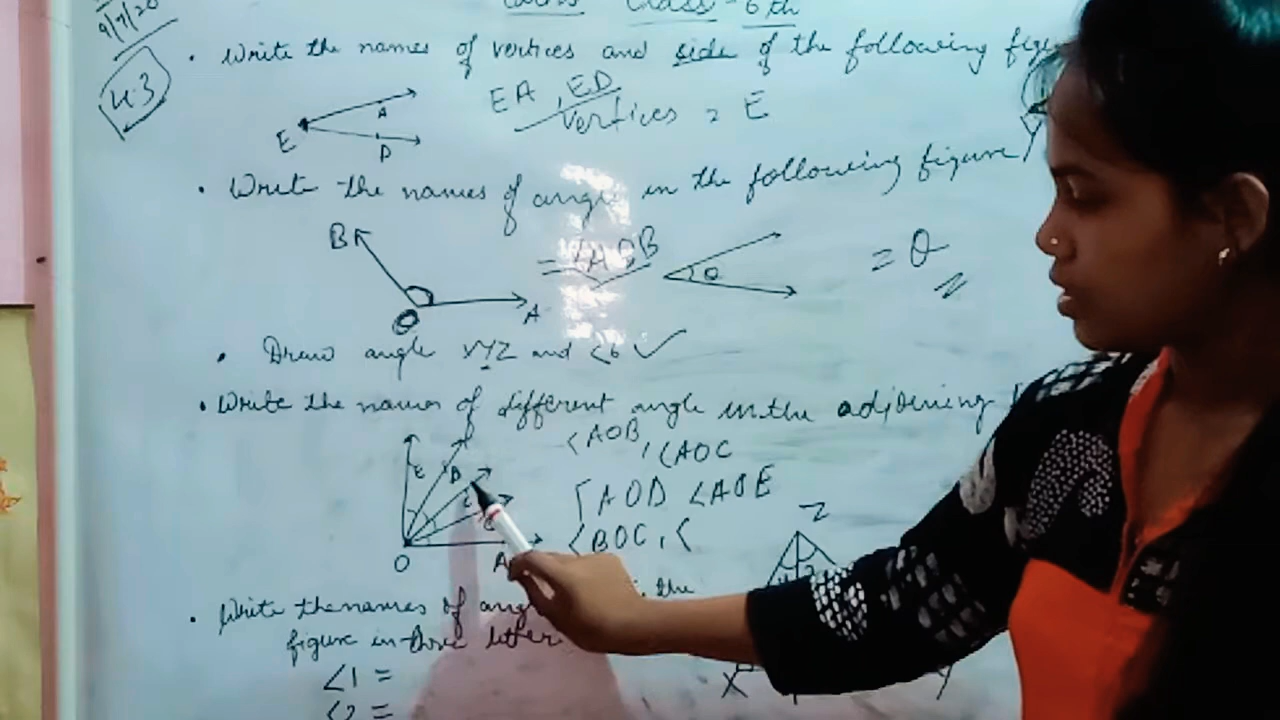 9/7/20
Maths Class - 6th
4.3
. Write the names of vertices and side of the following
EA , ED
vertices = E
E
A
D
. Write the names of angle in the following figure
B
O
A
= <AOB
θ
= θ
. Draw angle XYZ and <6 ✓
. Write the names of different angle in the adjoining
<AOB, <AOC
<AOD <AOE
<BOC, <
E
D
C
O
A
Z
2
. Write the names of the
figure in three letter
<1 =
<2 =
X
Y